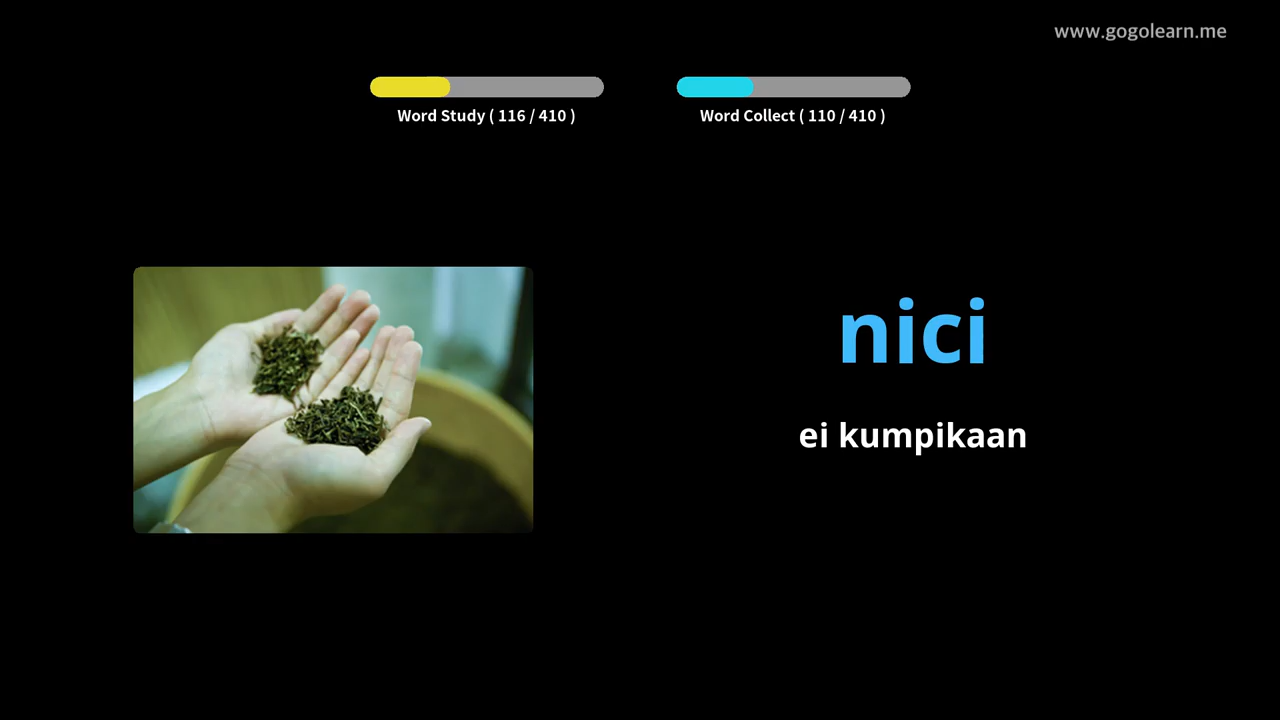 www.gogolearn.me
Word Study ( 116 / 410 )
Word Collect ( 110 / 410 )
nici
ei kumpikaan